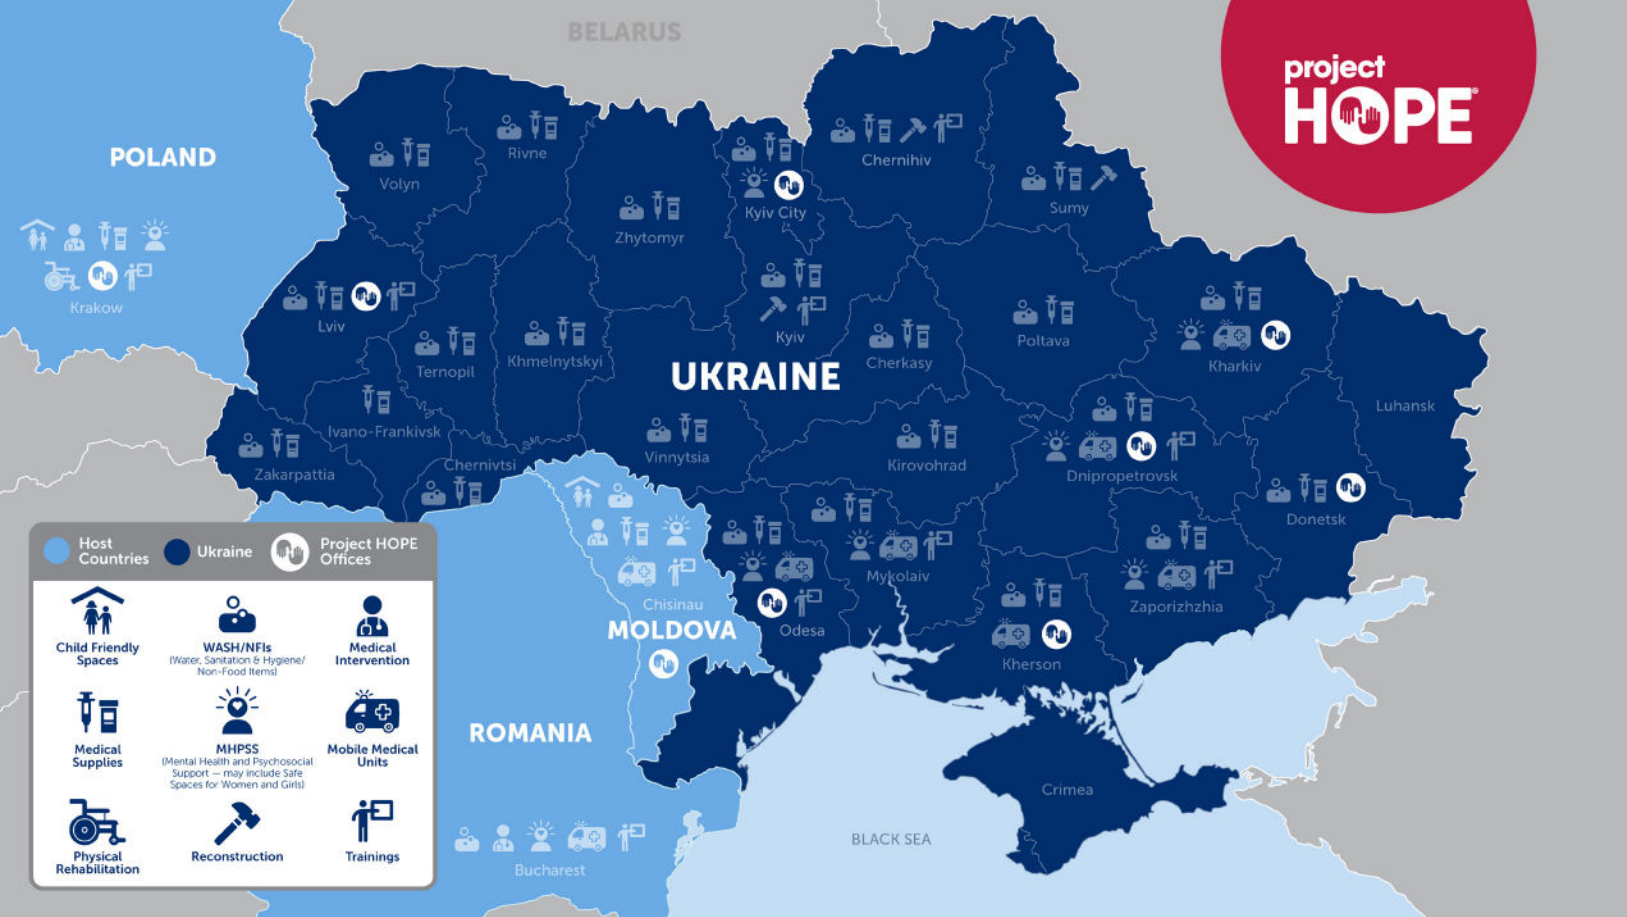 BELARUS
project
HOPE®
POLAND
Volyn
Rivne
Chernihiv
Sumy
Zhytomyr
Kyiv City
Krakow
Lviv
Ternopil
Khmelnytskyi
Kyiv
UKRAINE
Cherkasy
Poltava
Kharkiv
Luhansk
Ivano-Frankivsk
Zakarpattia
Chernivtsi
Vinnytsia
Kirovohrad
Dnipropetrovsk
Donetsk
Chisinau
MOLDOVA
Odesa
Mykolaiv
Kherson
Zaporizhzhia
ROMANIA
Bucharest
Crimea
BLACK SEA
Host
Countries
Ukraine
Project HOPE
Offices
Child Friendly
Spaces
WASH/NFIs
(Water, Sanitation & Hygiene/
Non-Food Items)
Medical
Intervention
Medical
Supplies
MHPSS
(Mental Health and Psychosocial
Support — may include Safe
Spaces for Women and Girls)
Mobile Medical
Units
Physical
Rehabilitation
Reconstruction
Trainings